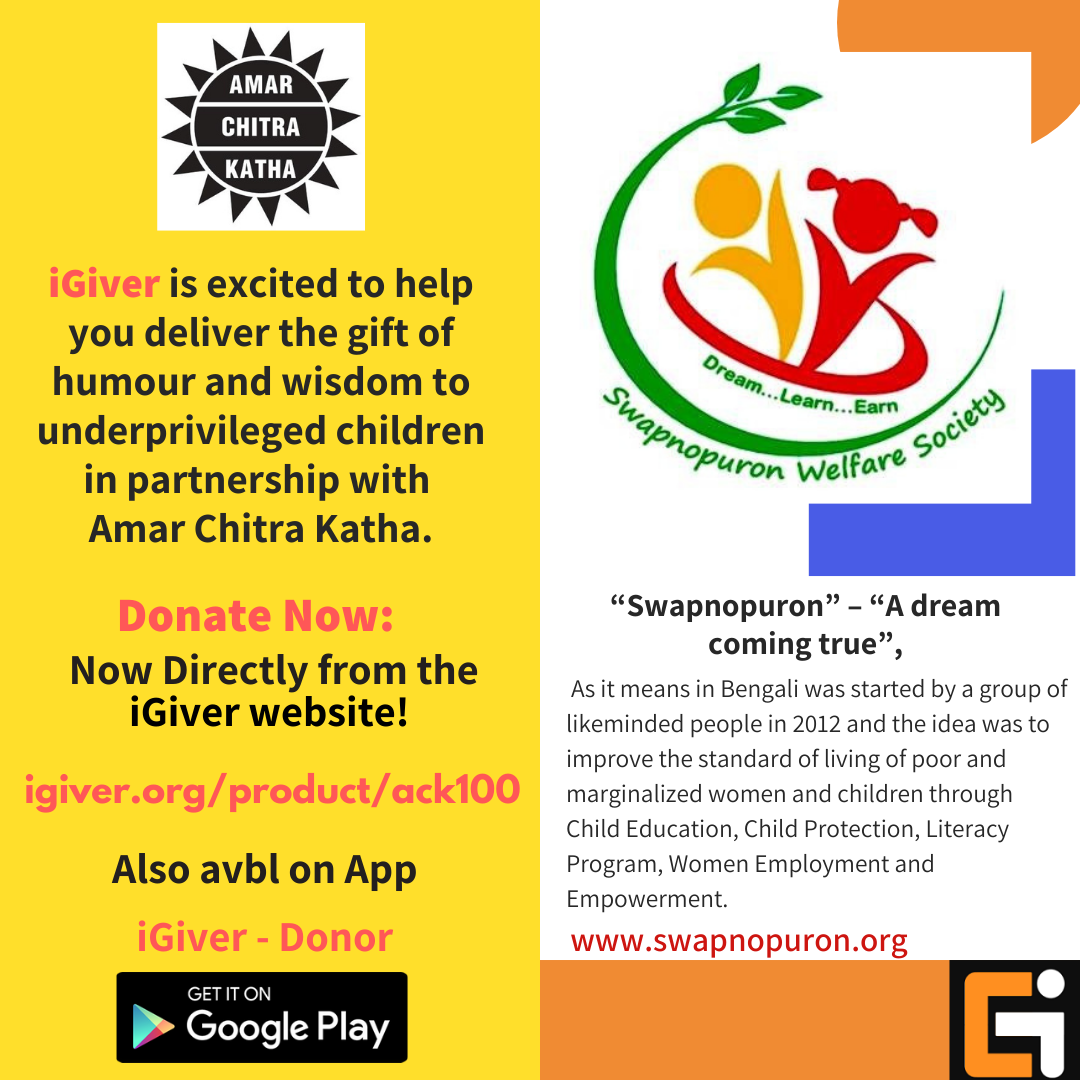 AMAR
CHITRA
KATHA
iGiver is excited to help
you deliver the gift of
humour and wisdom to
underprivileged children
in partnership with
Amar Chitra Katha.
Donate Now:
Now Directly from the
iGiver website!
igiver.org/product/ack100
Also avbl on App
iGiver - Donor
GET IT ON
Google Play
Dream...Learn...Earn
Swapnopuron Welfare Society
“Swapnopuron” – “A dream
coming true”,
As it means in Bengali was started by a group of
likeminded people in 2012 and the idea was to
improve the standard of living of poor and
marginalized women and children through
Child Education, Child Protection, Literacy
Program, Women Employment and
Empowerment.
www.swapnopuron.org
Gi